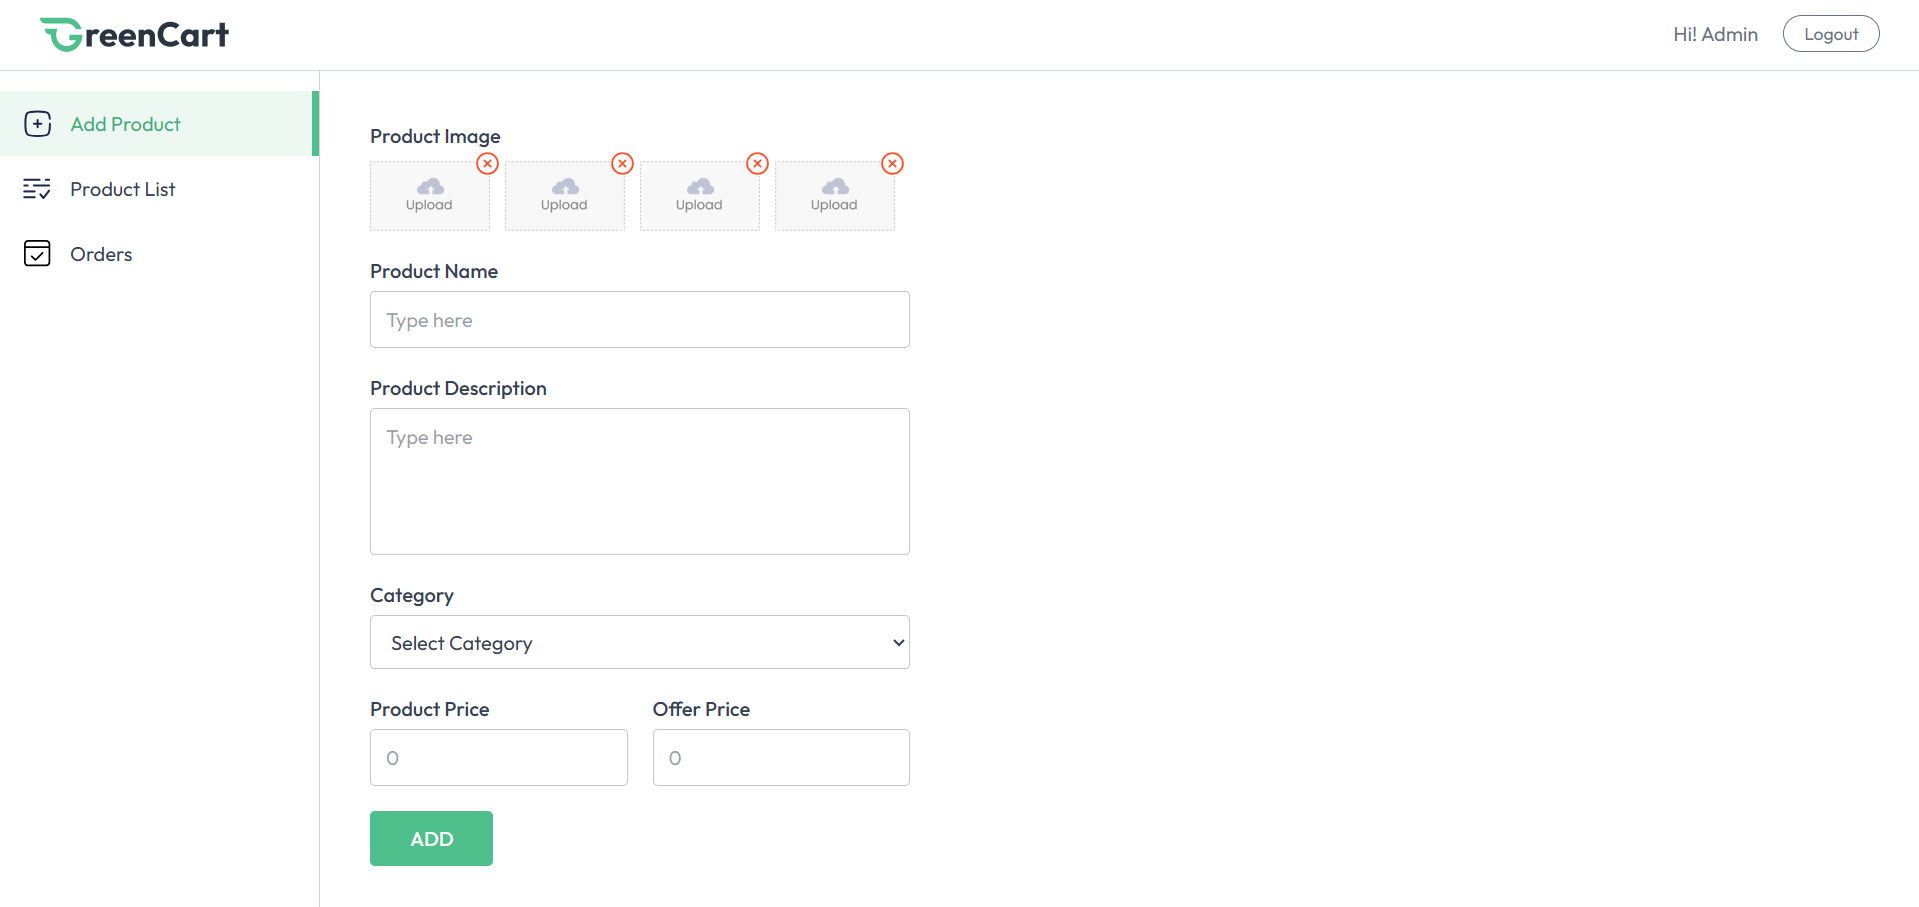 GreenCart
Hi! Admin
Logout
Add Product
Product List
Orders
Product Image
Upload Upload Upload Upload
Product Name
Type here
Product Description
Type here
Category
Select Category
Product Price Offer Price
0 0
ADD